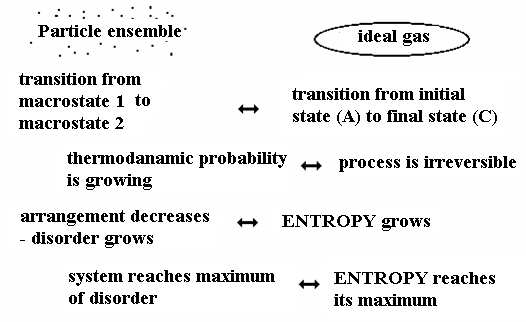 Particle ensemble
ideal gas
transition from
macrostate 1 to
macrostate 2
transition from initial
state (A) to final state (C)
thermodanamic probability
is growing
process is irreversible
arrangement decreases
- disorder grows
ENTROPY grows
system reaches maximum
of disorder
ENTROPY reaches
its maximum